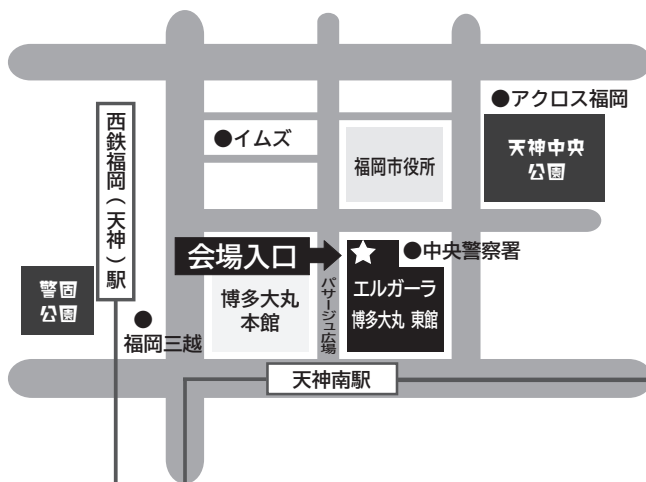 ●アクロス福岡
西鉄福岡（天神）駅
●イムズ
福岡市役所
天神中央
公園
会場入口
●中央警察署
警固
公園
博多大丸
本館
パサージュ広場
エルガーラ
博多大丸 東館
●
福岡三越
天神南駅